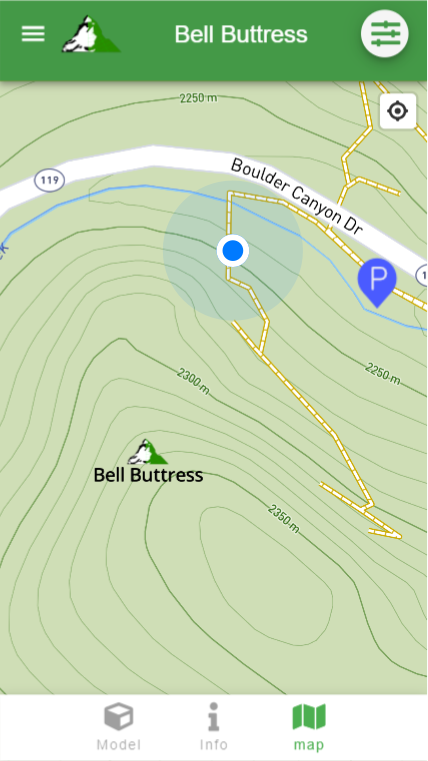 Bell Buttress
2250 m
119
Boulder Canyon Dr
P
2250 m
2300 m
Bell Buttress
2350 m
Model
Info
map